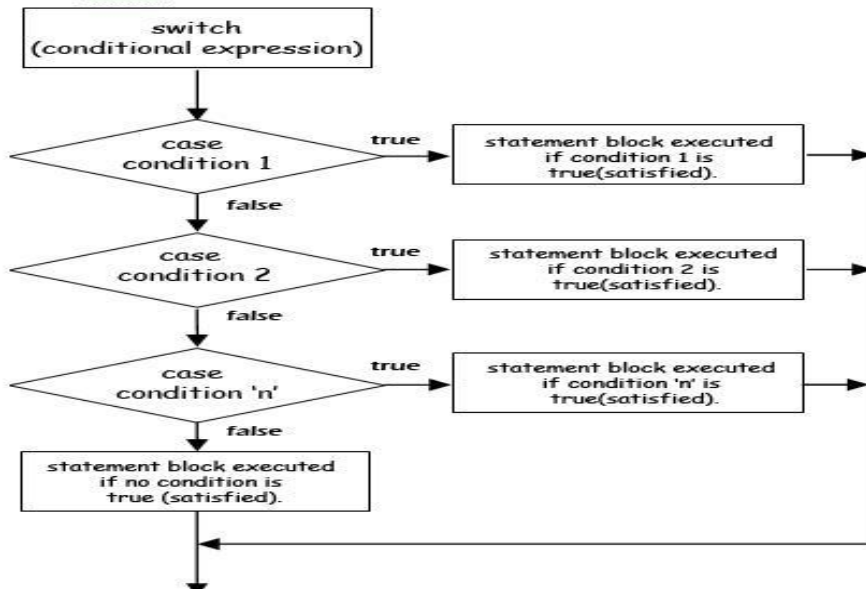 switch
(conditional expression)
case
condition 1
true
statement block executed
if condition 1 is
true(satisfied).
false
case
condition 2
true
statement block executed
if condition 2 is
true(satisfied).
false
case
condition 'n'
true
statement block executed
if condition 'n' is
true(satisfied).
false
statement block executed
if no condition is
true (satisfied).